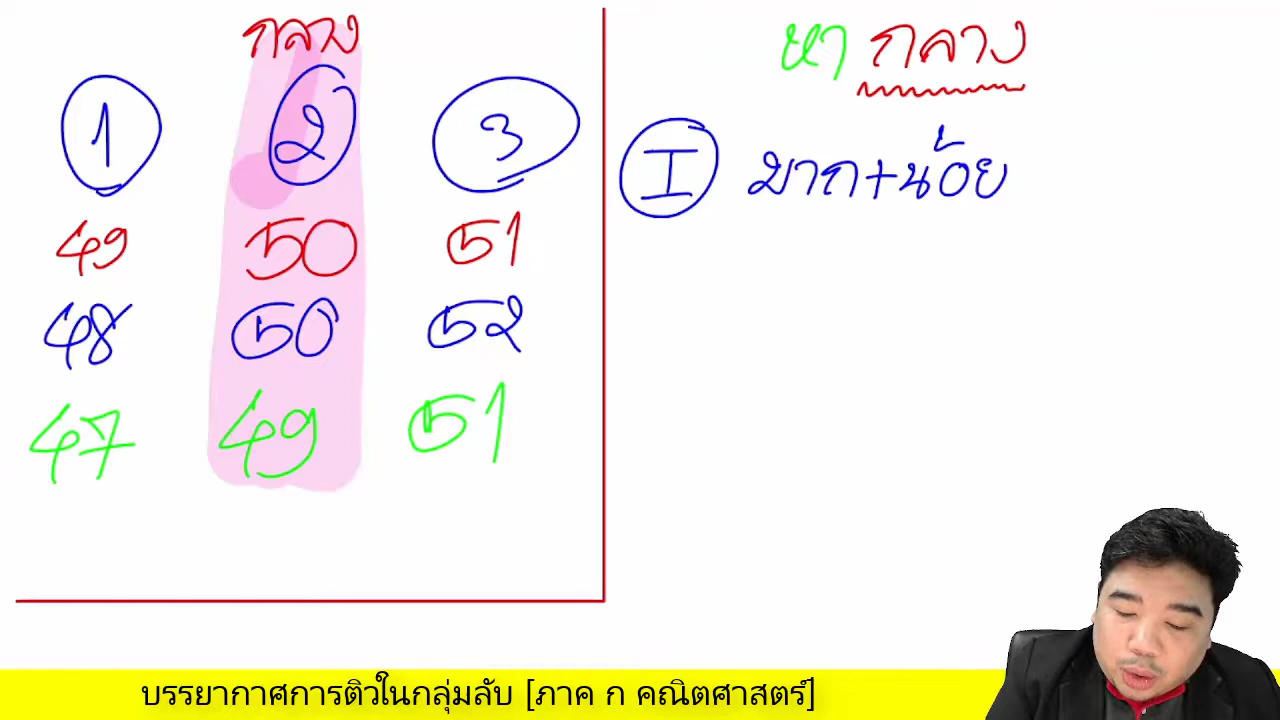 กลาง
1 2 3
49 50 51
48 50 52
47 49 51
หา กลาง
I มาก+น้อย
บรรยากาศการติวในกลุ่มลับ [ภาค ก คณิตศาสตร์]